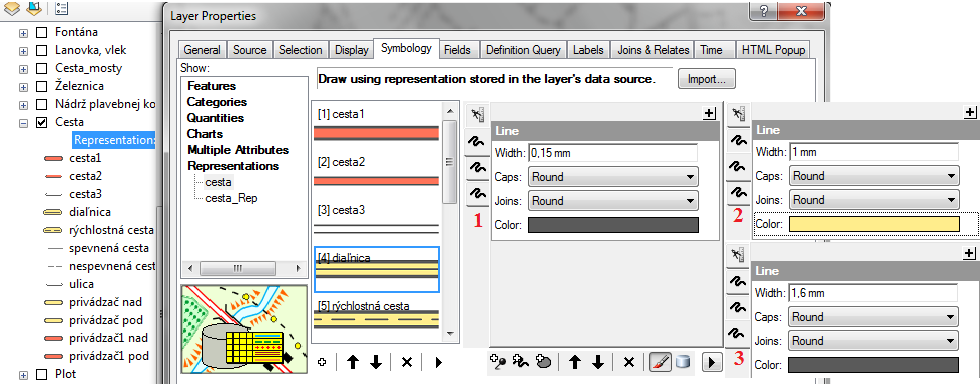 Fontána
Lanovka, vlek
Cesta_mosty
Železnica
Nádrž plavebnej ko
Cesta
Representation:
cesta1
cesta2
cesta3
diaľnica
rýchlostná cesta
spevnená cest
nespevnená cest
ulica
privádzač nad
privádzač pod
privádzač1 nad
privádzač1 pod
Plot
Layer Properties
General Source Selection Display Symbology Fields Definition Query Labels Joins & Relates Time HTML Popup
Show:
Features
Categories
Quantities
Charts
Multiple Attributes
Representations
cesta
cesta_Rep
Draw using representation stored in the layer's data source.
Import...
[1] cesta1
[2] cesta2
[3] cesta3
[4] diaľnica
[5] rýchlostná cesta
1
Line
Width: 0,15 mm
Caps: Round
Joins: Round
Color:
2
Line
Width: 1 mm
Caps: Round
Joins: Round
Color:
3
Line
Width: 1,6 mm
Caps: Round
Joins: Round
Color: